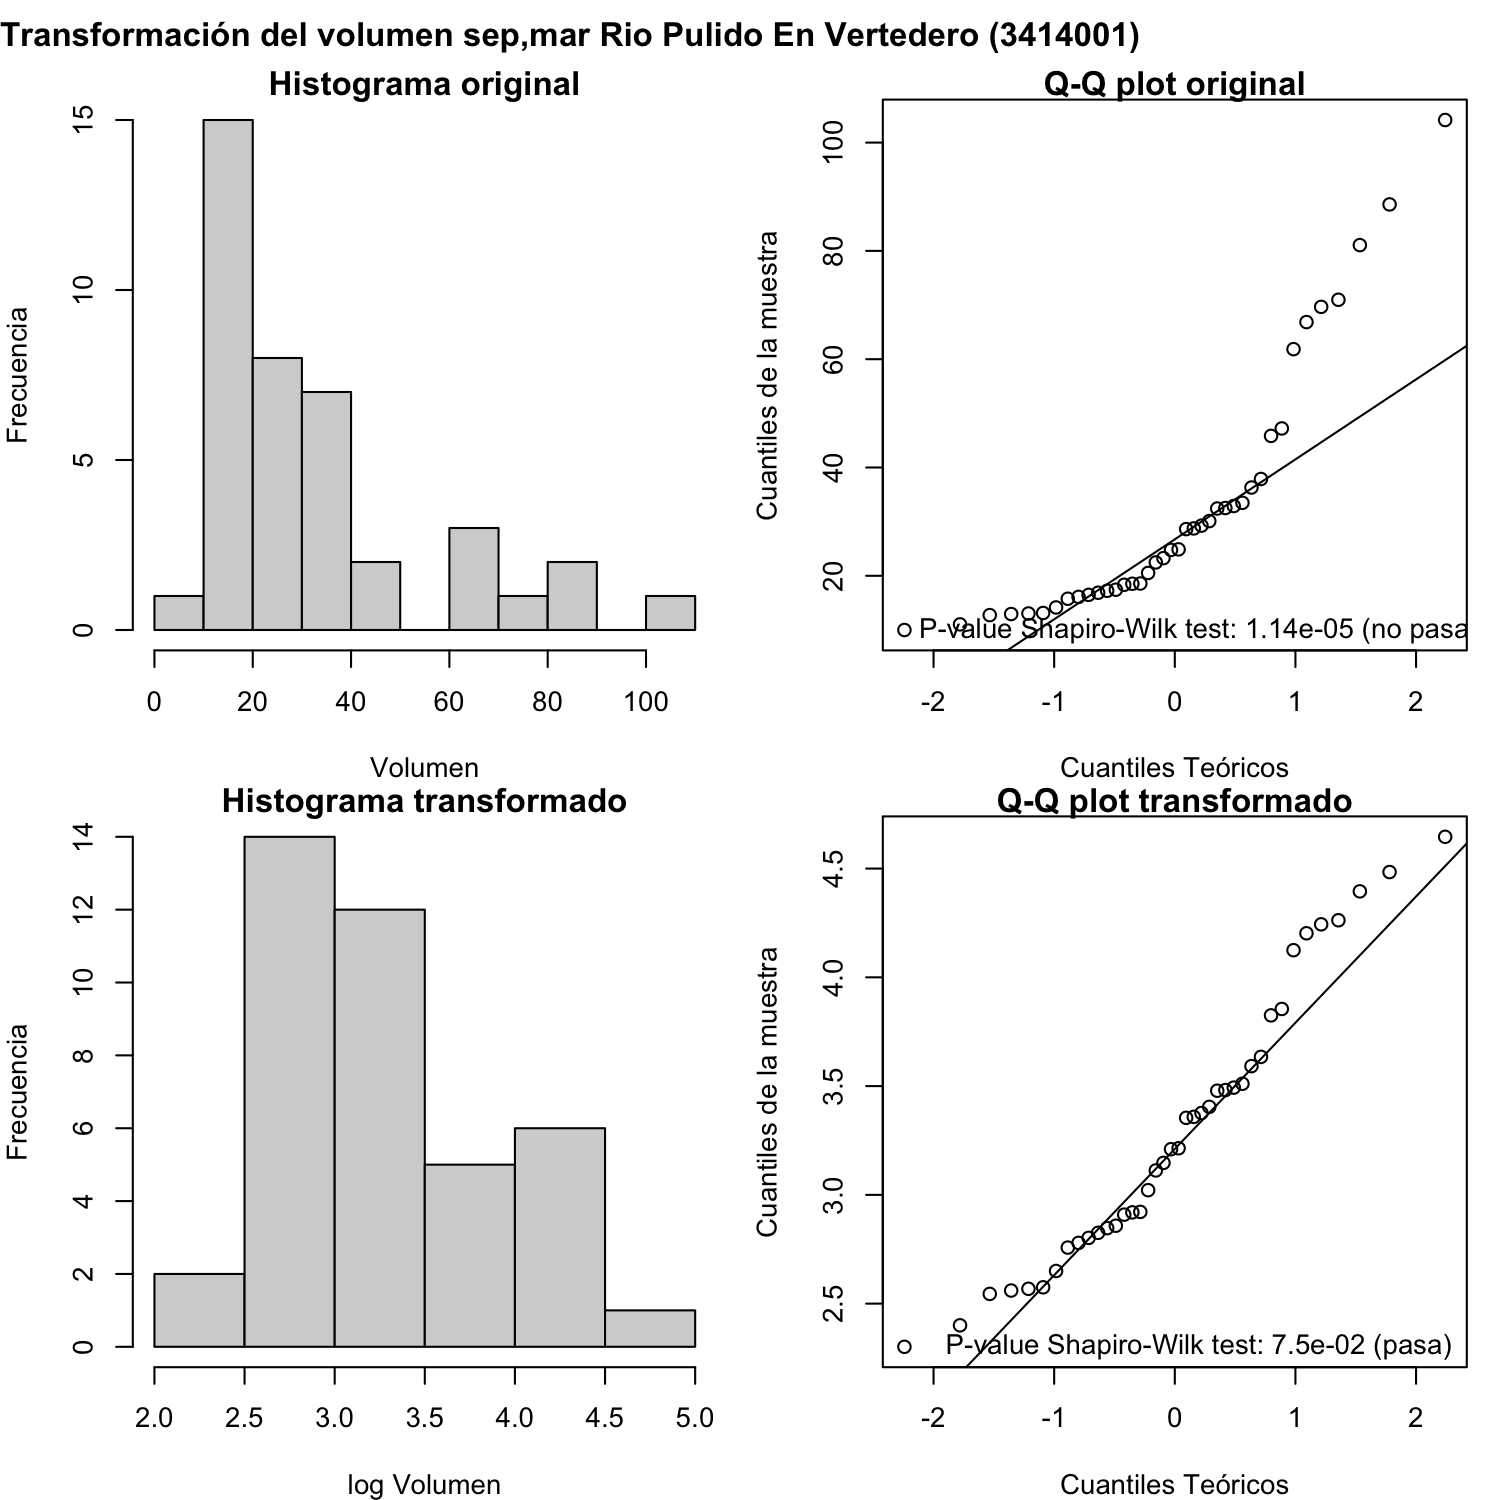 Transformación del volumen sep,mar Rio Pulido En Vertedero (3414001)
Histograma original
Frecuencia
15
10
5
0
0 20 40 60 80 100
Volumen
Q-Q plot original
Cuantiles de la muestra
100
80
60
40
20
P-value Shapiro-Wilk test: 1.14e-05 (no pasa
-2 -1 0 1 2
Cuantiles Teóricos
Histograma transformado
Frecuencia
14
12
10
8
6
4
2
0
2.0 2.5 3.0 3.5 4.0 4.5 5.0
log Volumen
Q-Q plot transformado
Cuantiles de la muestra
4.5
4.0
3.5
3.0
2.5
P-value Shapiro-Wilk test: 7.5e-02 (pasa)
-2 -1 0 1 2
Cuantiles Teóricos